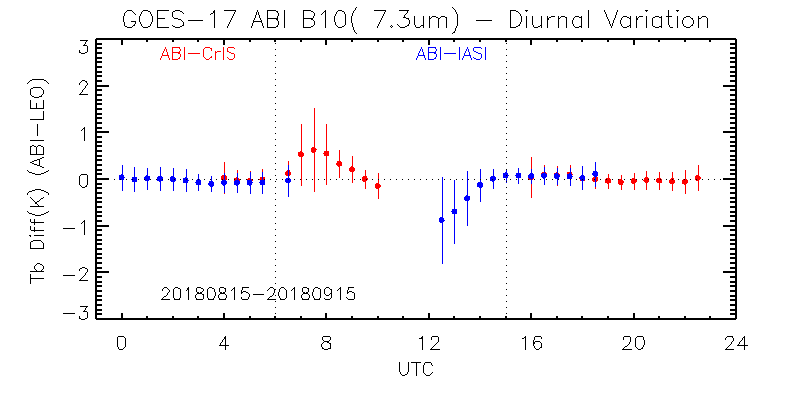 GOES-17 ABI B10( 7.3um) - Diurnal Variation
ABI-CrIS
ABI-IASI
Tb Diff(K) (ABI-LEO)
3
2
1
0
-1
-2
-3
20180815-20180915
0 4 8 12 16 20 24
UTC